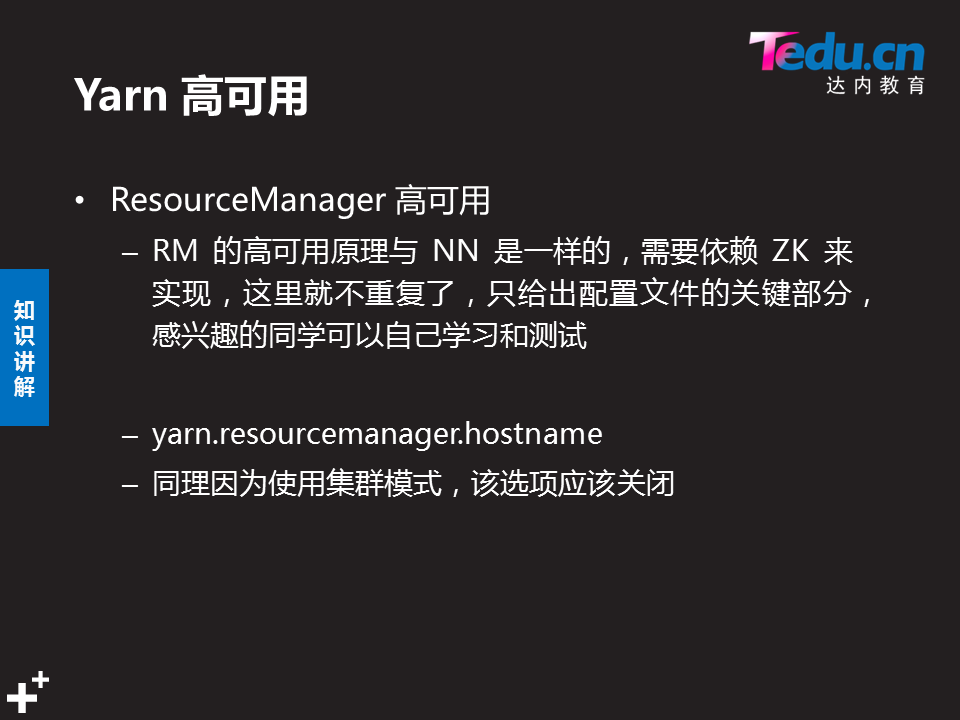 Tedu.cn
达内教育
Yarn 高可用
• ResourceManager 高可用
– RM 的高可用原理与 NN 是一样的，需要依赖 ZK 来
实现，这里就不重复了，只给出配置文件的关键部分，
感兴趣的同学可以自己学习和测试
– yarn.resourcemanager.hostname
– 同理因为使用集群模式，该选项应该关闭
知
识
讲
解